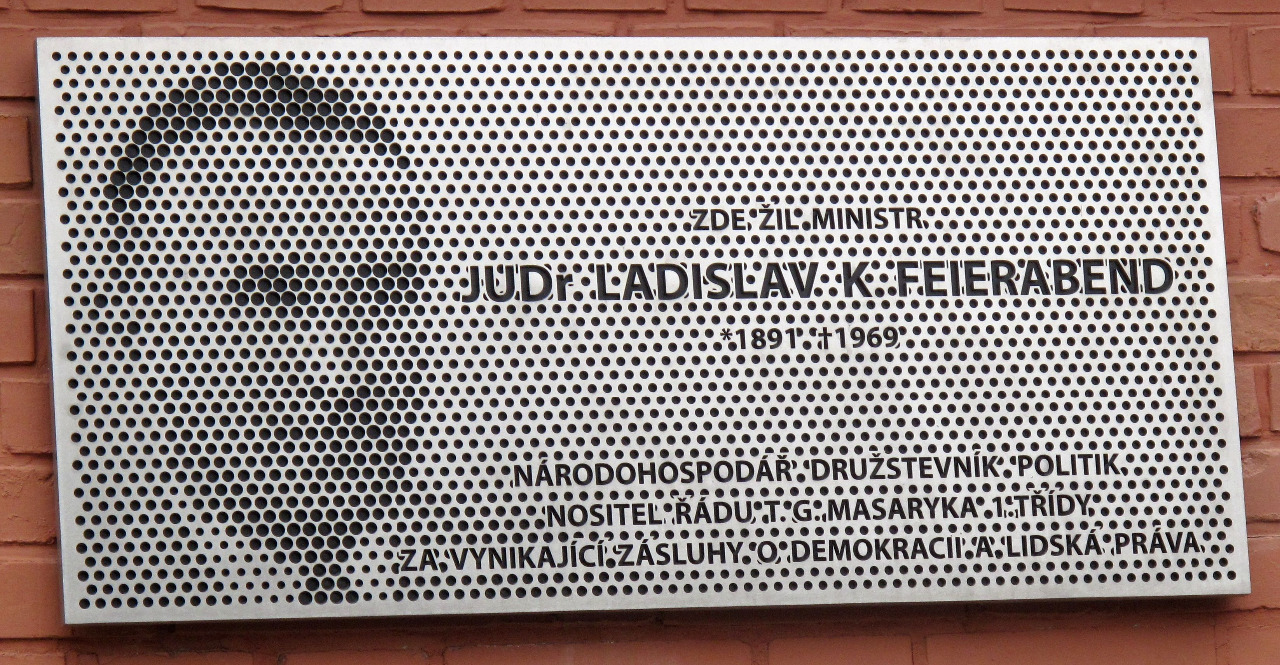 ZDE ŽIL MINISTR
JUDr. LADISLAV K. FEIERABEND
*1891 †1969
NÁRODOHOSPODÁŘ DRUŽSTEVNÍK POLITIK
NOSITEL ŘÁDU T. G. MASARYKA 1. TŘÍDY
ZA VYNIKAJÍCÍ ZÁSLUHY O DEMOKRACII A LIDSKÁ PRÁVA